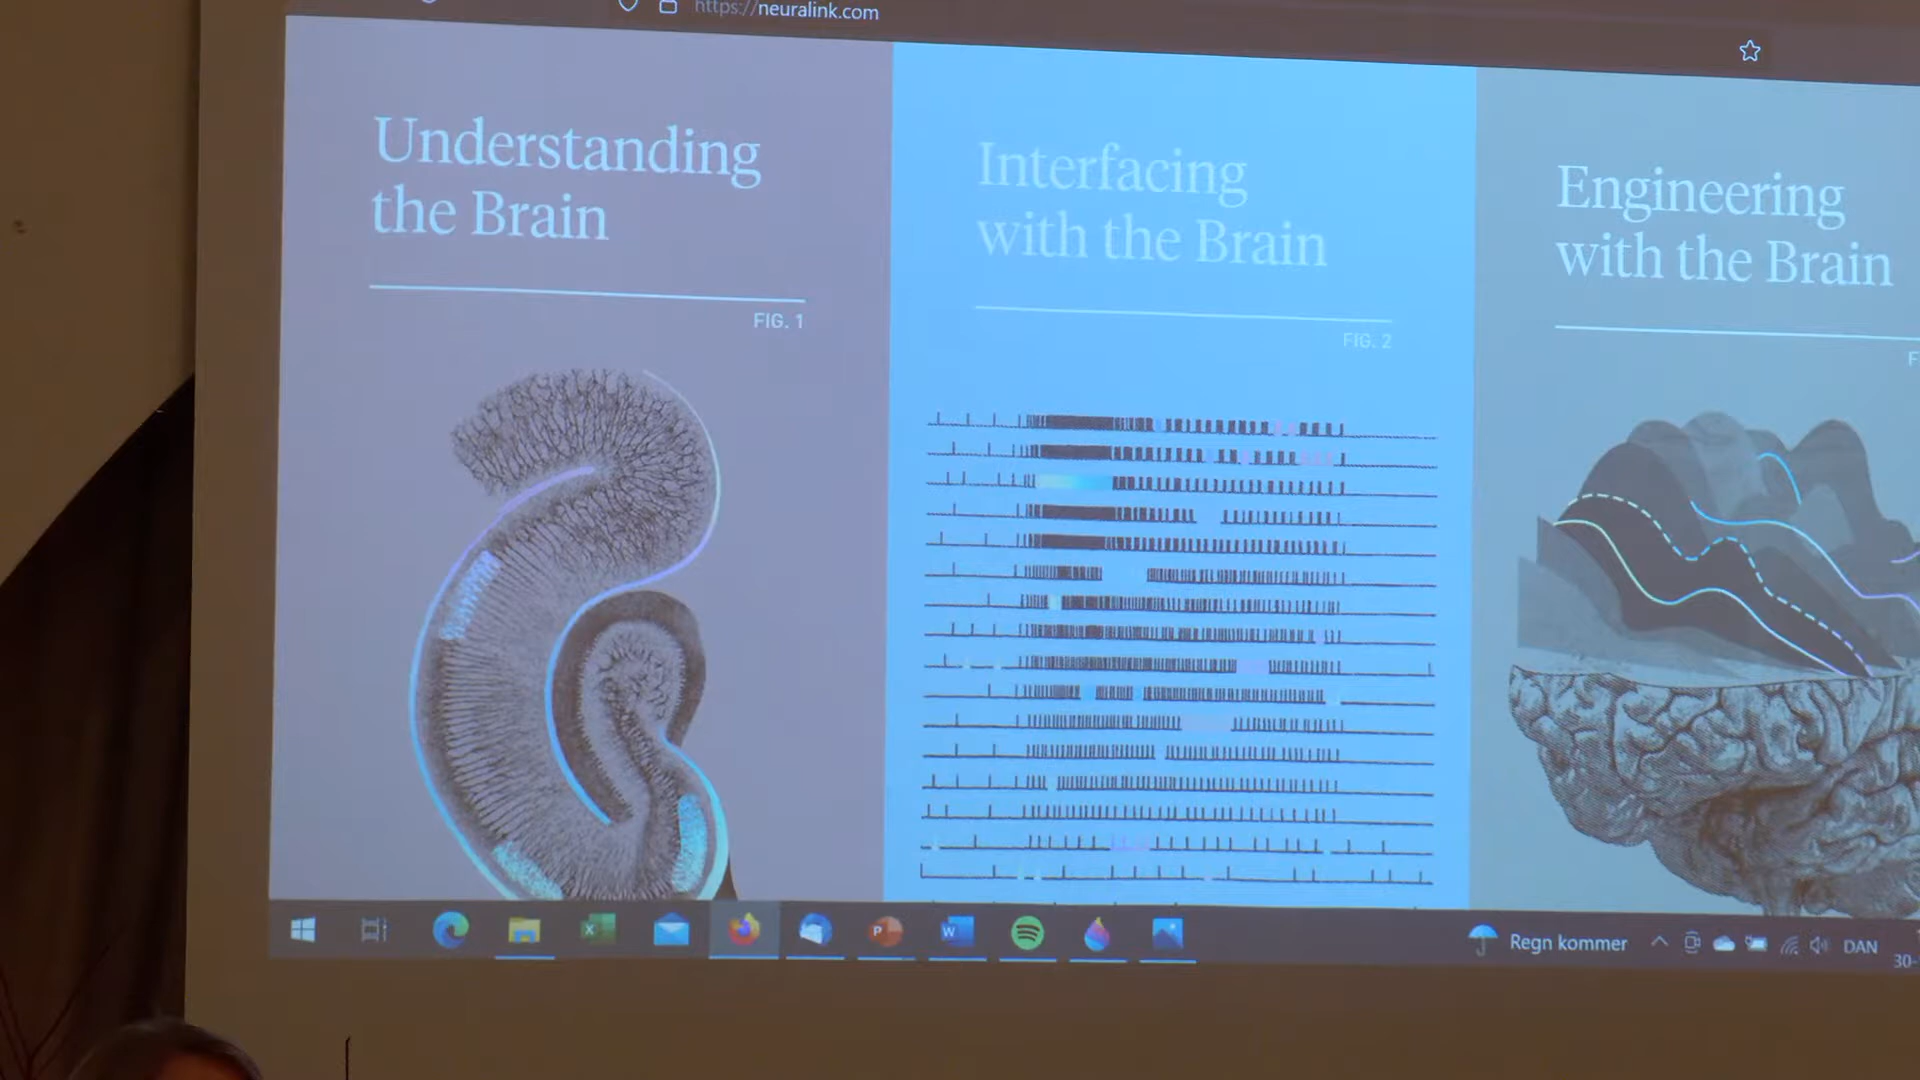 https://neuralink.com
Understanding
the Brain
FIG. 1
Interfacing
with the Brain
FIG. 2
Engineering
with the Brain
F
X
P
W
Regn kommer
DAN
30-